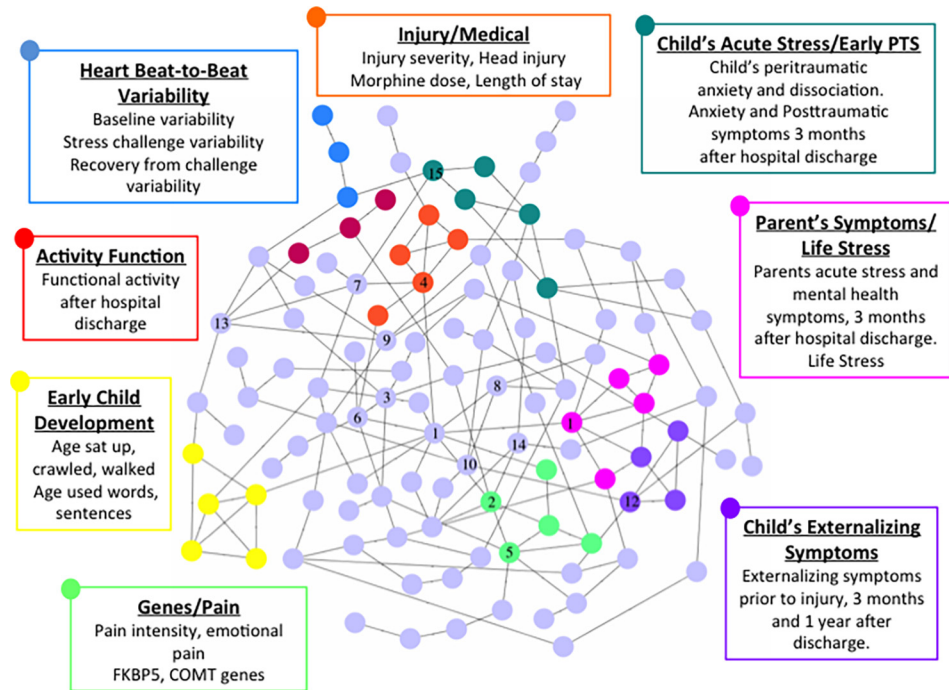 Heart Beat-to-Beat
Variability
Baseline variability
Stress challenge variability
Recovery from challenge
variability
Injury/Medical
Injury severity, Head injury
Morphine dose, Length of stay
Child's Acute Stress/Early PTS
Child's peritraumatic
anxiety and dissociation.
Anxiety and Posttraumatic
symptoms 3 months
after hospital discharge
Activity Function
Functional activity
after hospital
discharge
Parent's Symptoms/
Life Stress
Parents acute stress and
mental health
symptoms, 3 months
after hospital discharge.
Life Stress
Early Child
Development
Age sat up,
crawled, walked
Age used words,
sentences
Child's Externalizing
Symptoms
Externalizing symptoms
prior to injury, 3 months
and 1 year after
discharge.
Genes/Pain
Pain intensity, emotional
pain
FKBP5, COMT genes
15
4
7
13
9
8
3
6
1
1
14
10
2
12
5